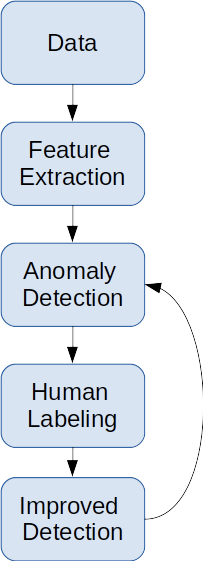 Data
Feature
Extraction
Anomaly
Detection
Human
Labeling
Improved
Detection